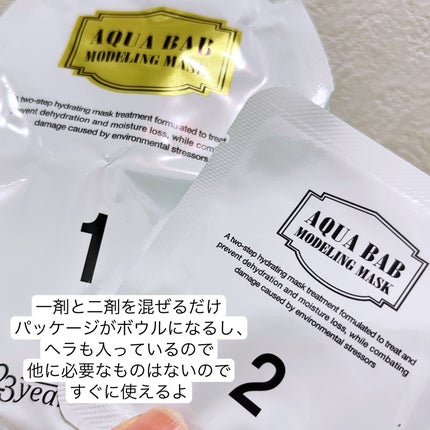 AQUA BAB
MODELING MASK
A two-step hydrating mask treatment formulated to treat
prevent dehydration and moisture loss, while comb
damage caused by environmental stressors
1
AQUA BAB
MODELING MASK
A two-step hydrating mask treatment formulated to treat and
prevent dehydration and moisture loss, while combating
damage caused by environmental stressors
2
一剤と二剤を混ぜるだけ
パッケージがボウルになるし、
ヘラも入っているので
他に必要なものはないので
すぐに使えるよ